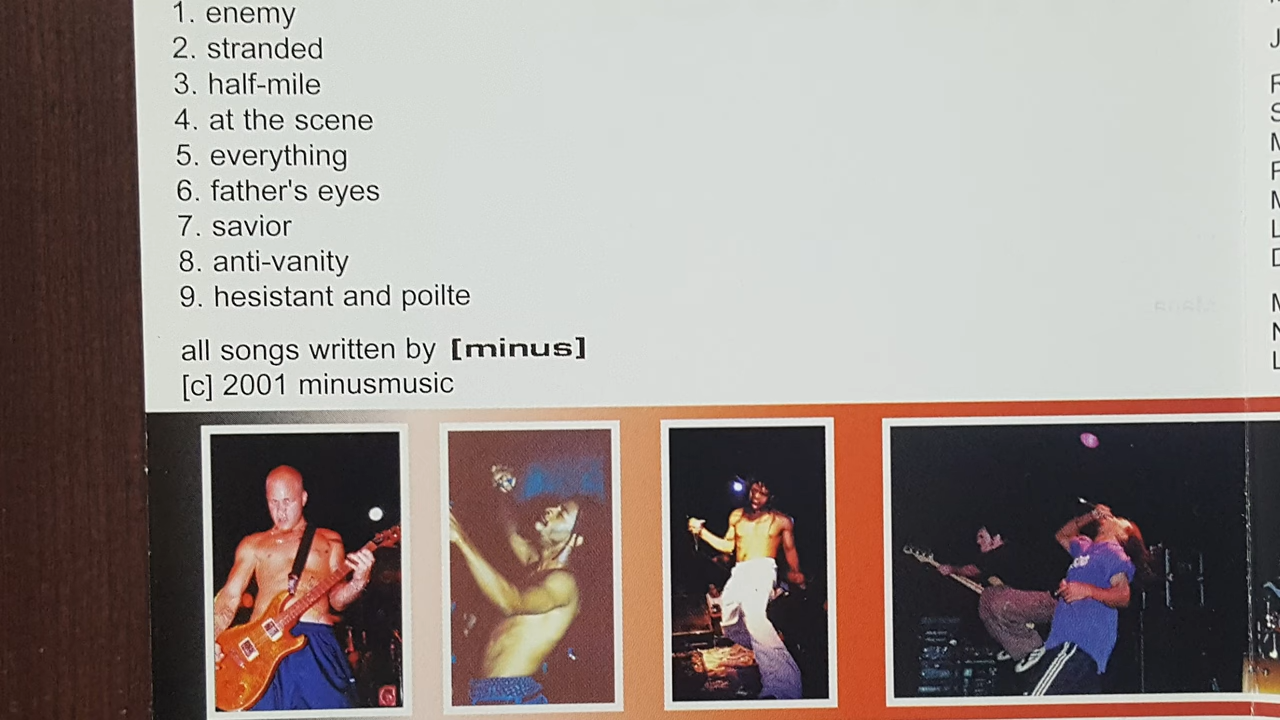 1. enemy
2. stranded
3. half-mile
4. at the scene
5. everything
6. father's eyes
7. savior
8. anti-vanity
9. hesistant and poilte
all songs written by [minus]
[c] 2001 minusmusic